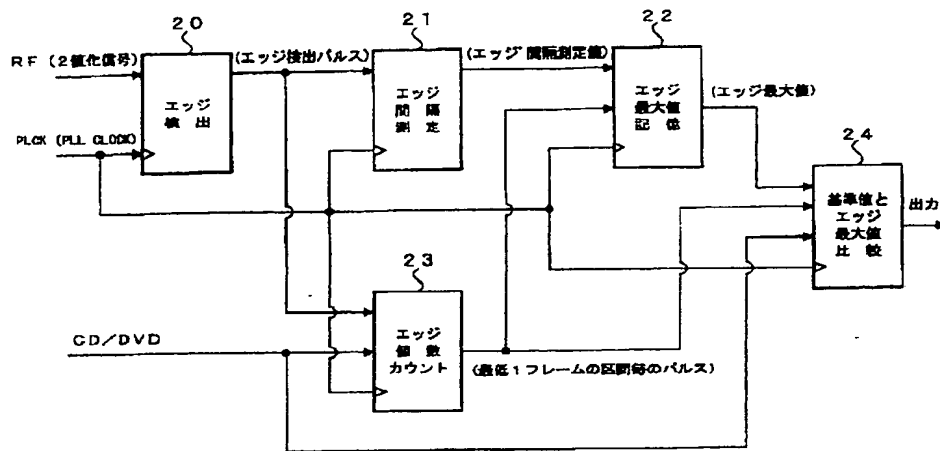 20
21
22
RF (2値化信号)
(エッジ検出パルス)
(エッジ間隔測定値)
エッジ
検出
エッジ
間隔
測定
エッジ
最大値
記憶
(エッジ最大値)
PLCK (PLL CLOCK)
24
基準値と
エッジ
最大値
比較
出力
23
CD/DVD
エッジ
個数
カウント
(最低1フレームの区間毎のパルス)